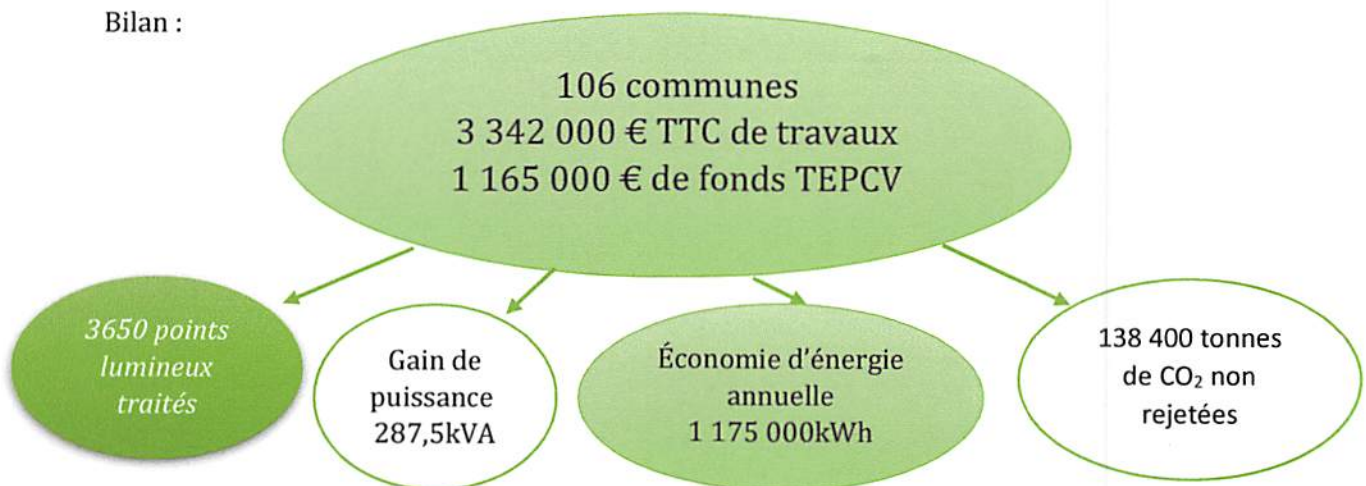 Bilan :
106 communes
3 342 000 € TTC de travaux
1 165 000 € de fonds TEPCV
3650 points
lumineux
traités
Gain de
puissance
287,5kVA
Économie d'énergie
annuelle
1 175 000kWh
138 400 tonnes
de CO₂ non
rejetées